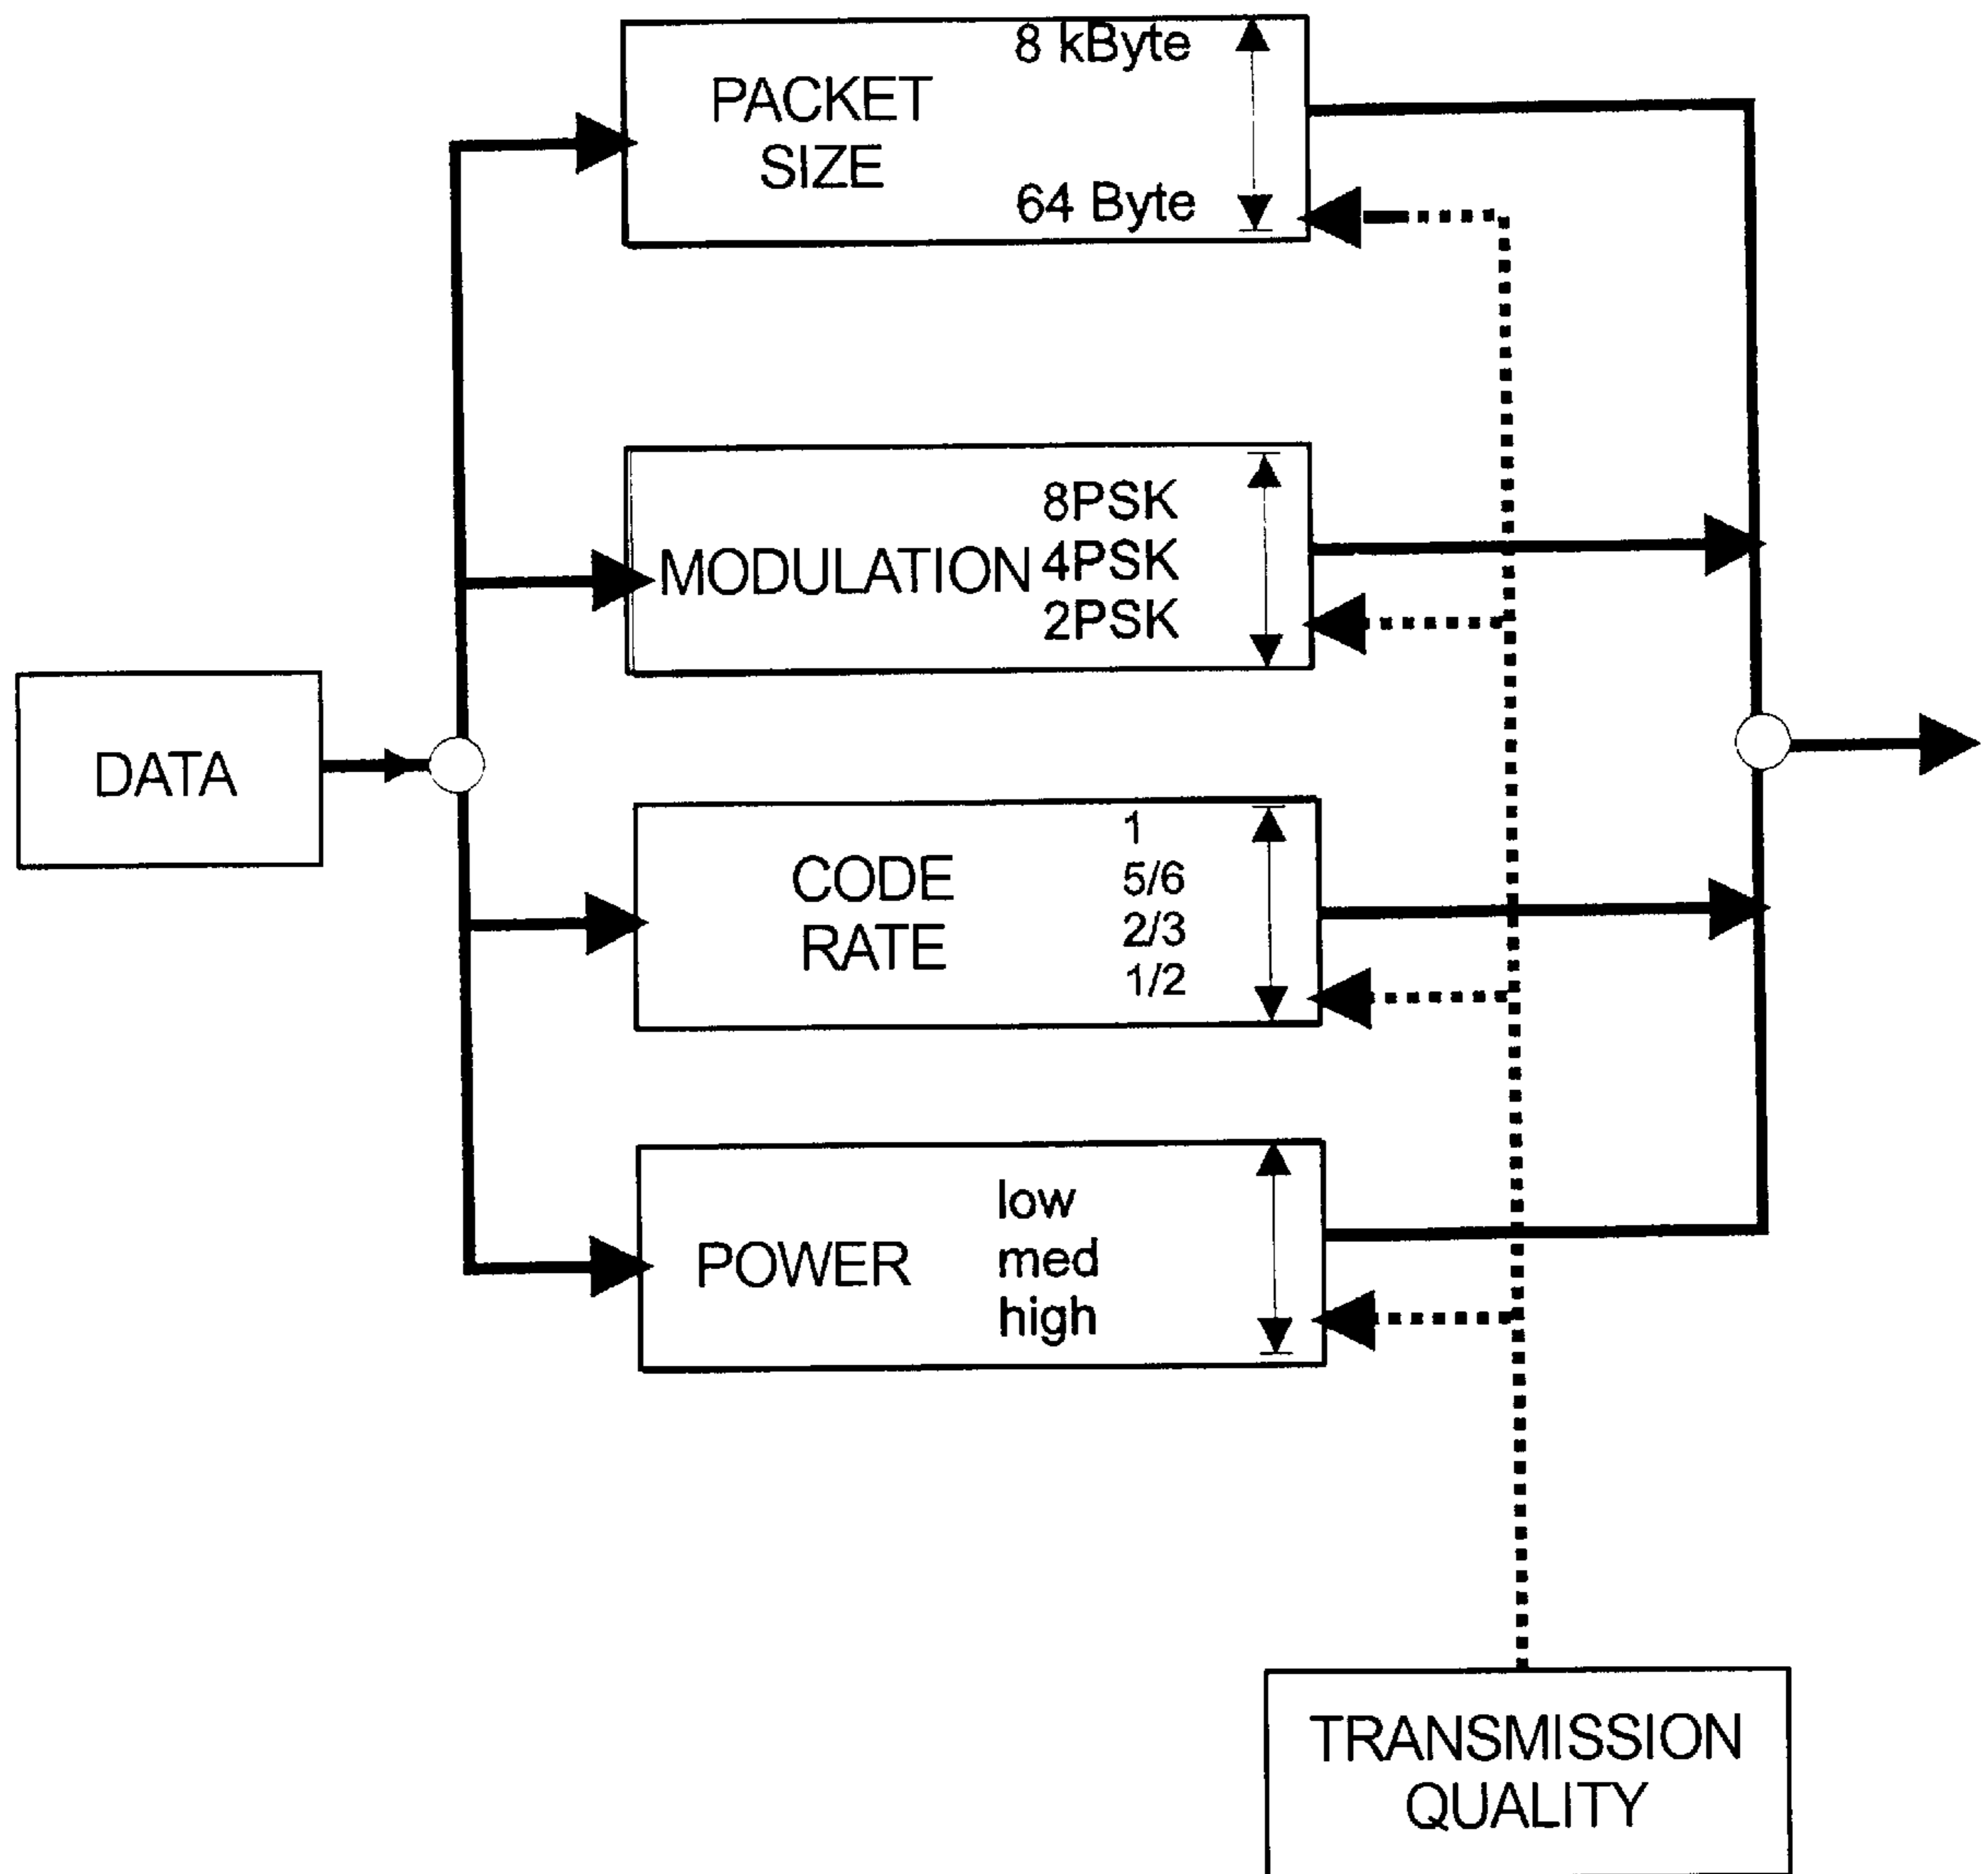 8 kByte
PACKET
SIZE
64 Byte
8PSK
MODULATION 4PSK
2PSK
DATA
1
CODE
5/6
RATE
2/3
1/2
low
POWER
med
high
TRANSMISSION
QUALITY